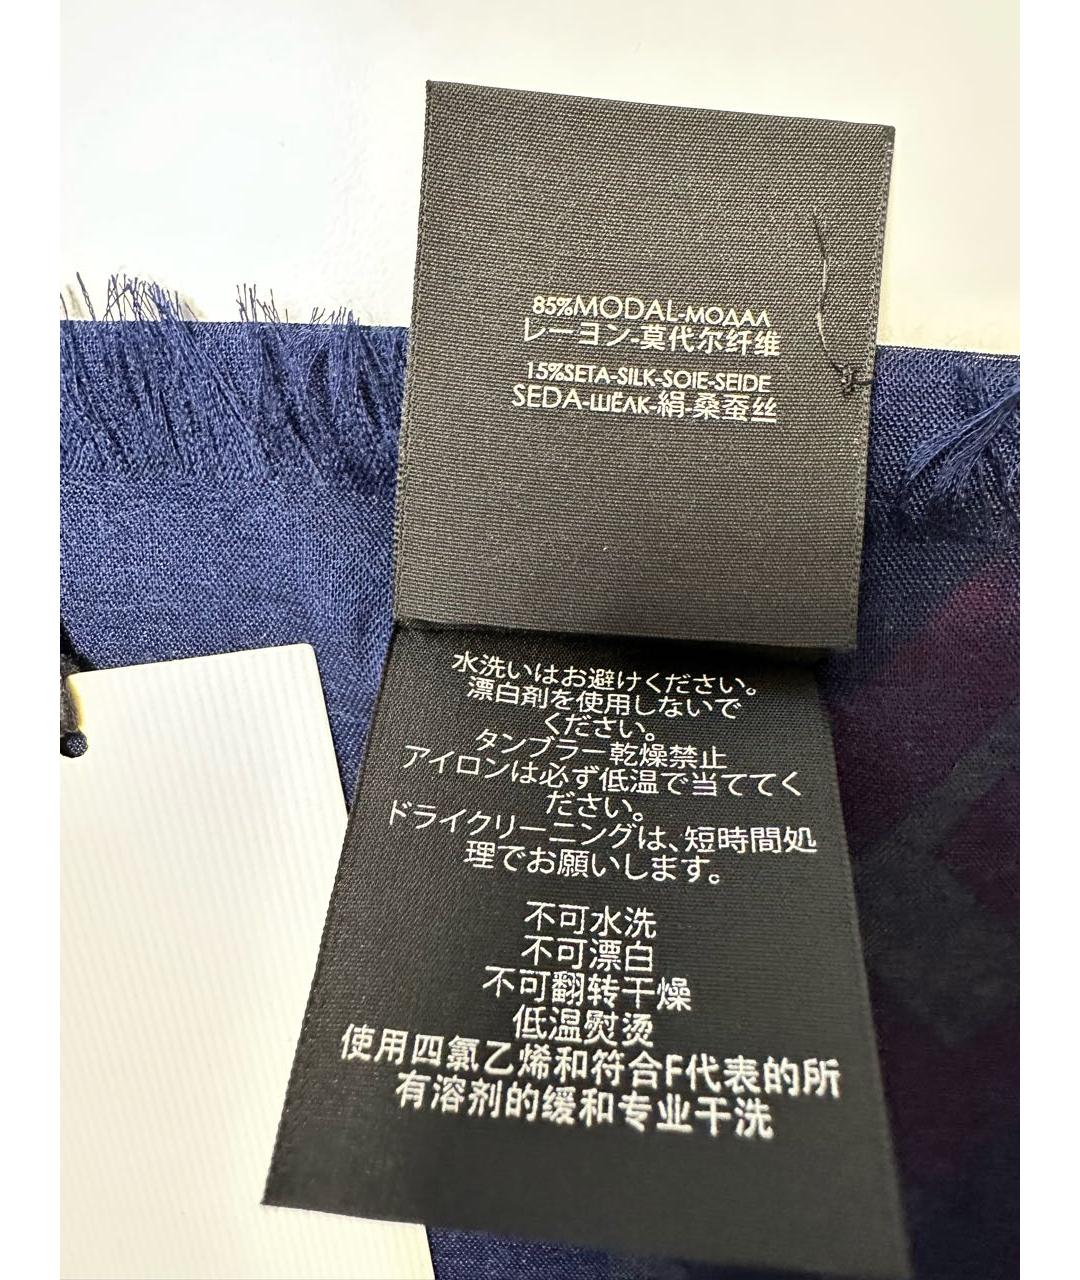 85%MODAL-МОДАЛ
レーヨン-莫代尔纤维
15%SETA-SILK-SOIE-SEIDE
SEDA-ШЁЛК-絹-桑蚕丝
水洗いはお避けください。
漂白剤を使用しないで
ください。
タンブラー乾燥禁止
アイロンは必ず低温で当ててく
ださい。
ドライクリーニングは、短時間処
理でお願いします。
不可水洗
不可漂白
不可翻转干燥
低温熨烫
使用四氯乙烯和符合F代表的所
有溶剂的缓和专业干洗